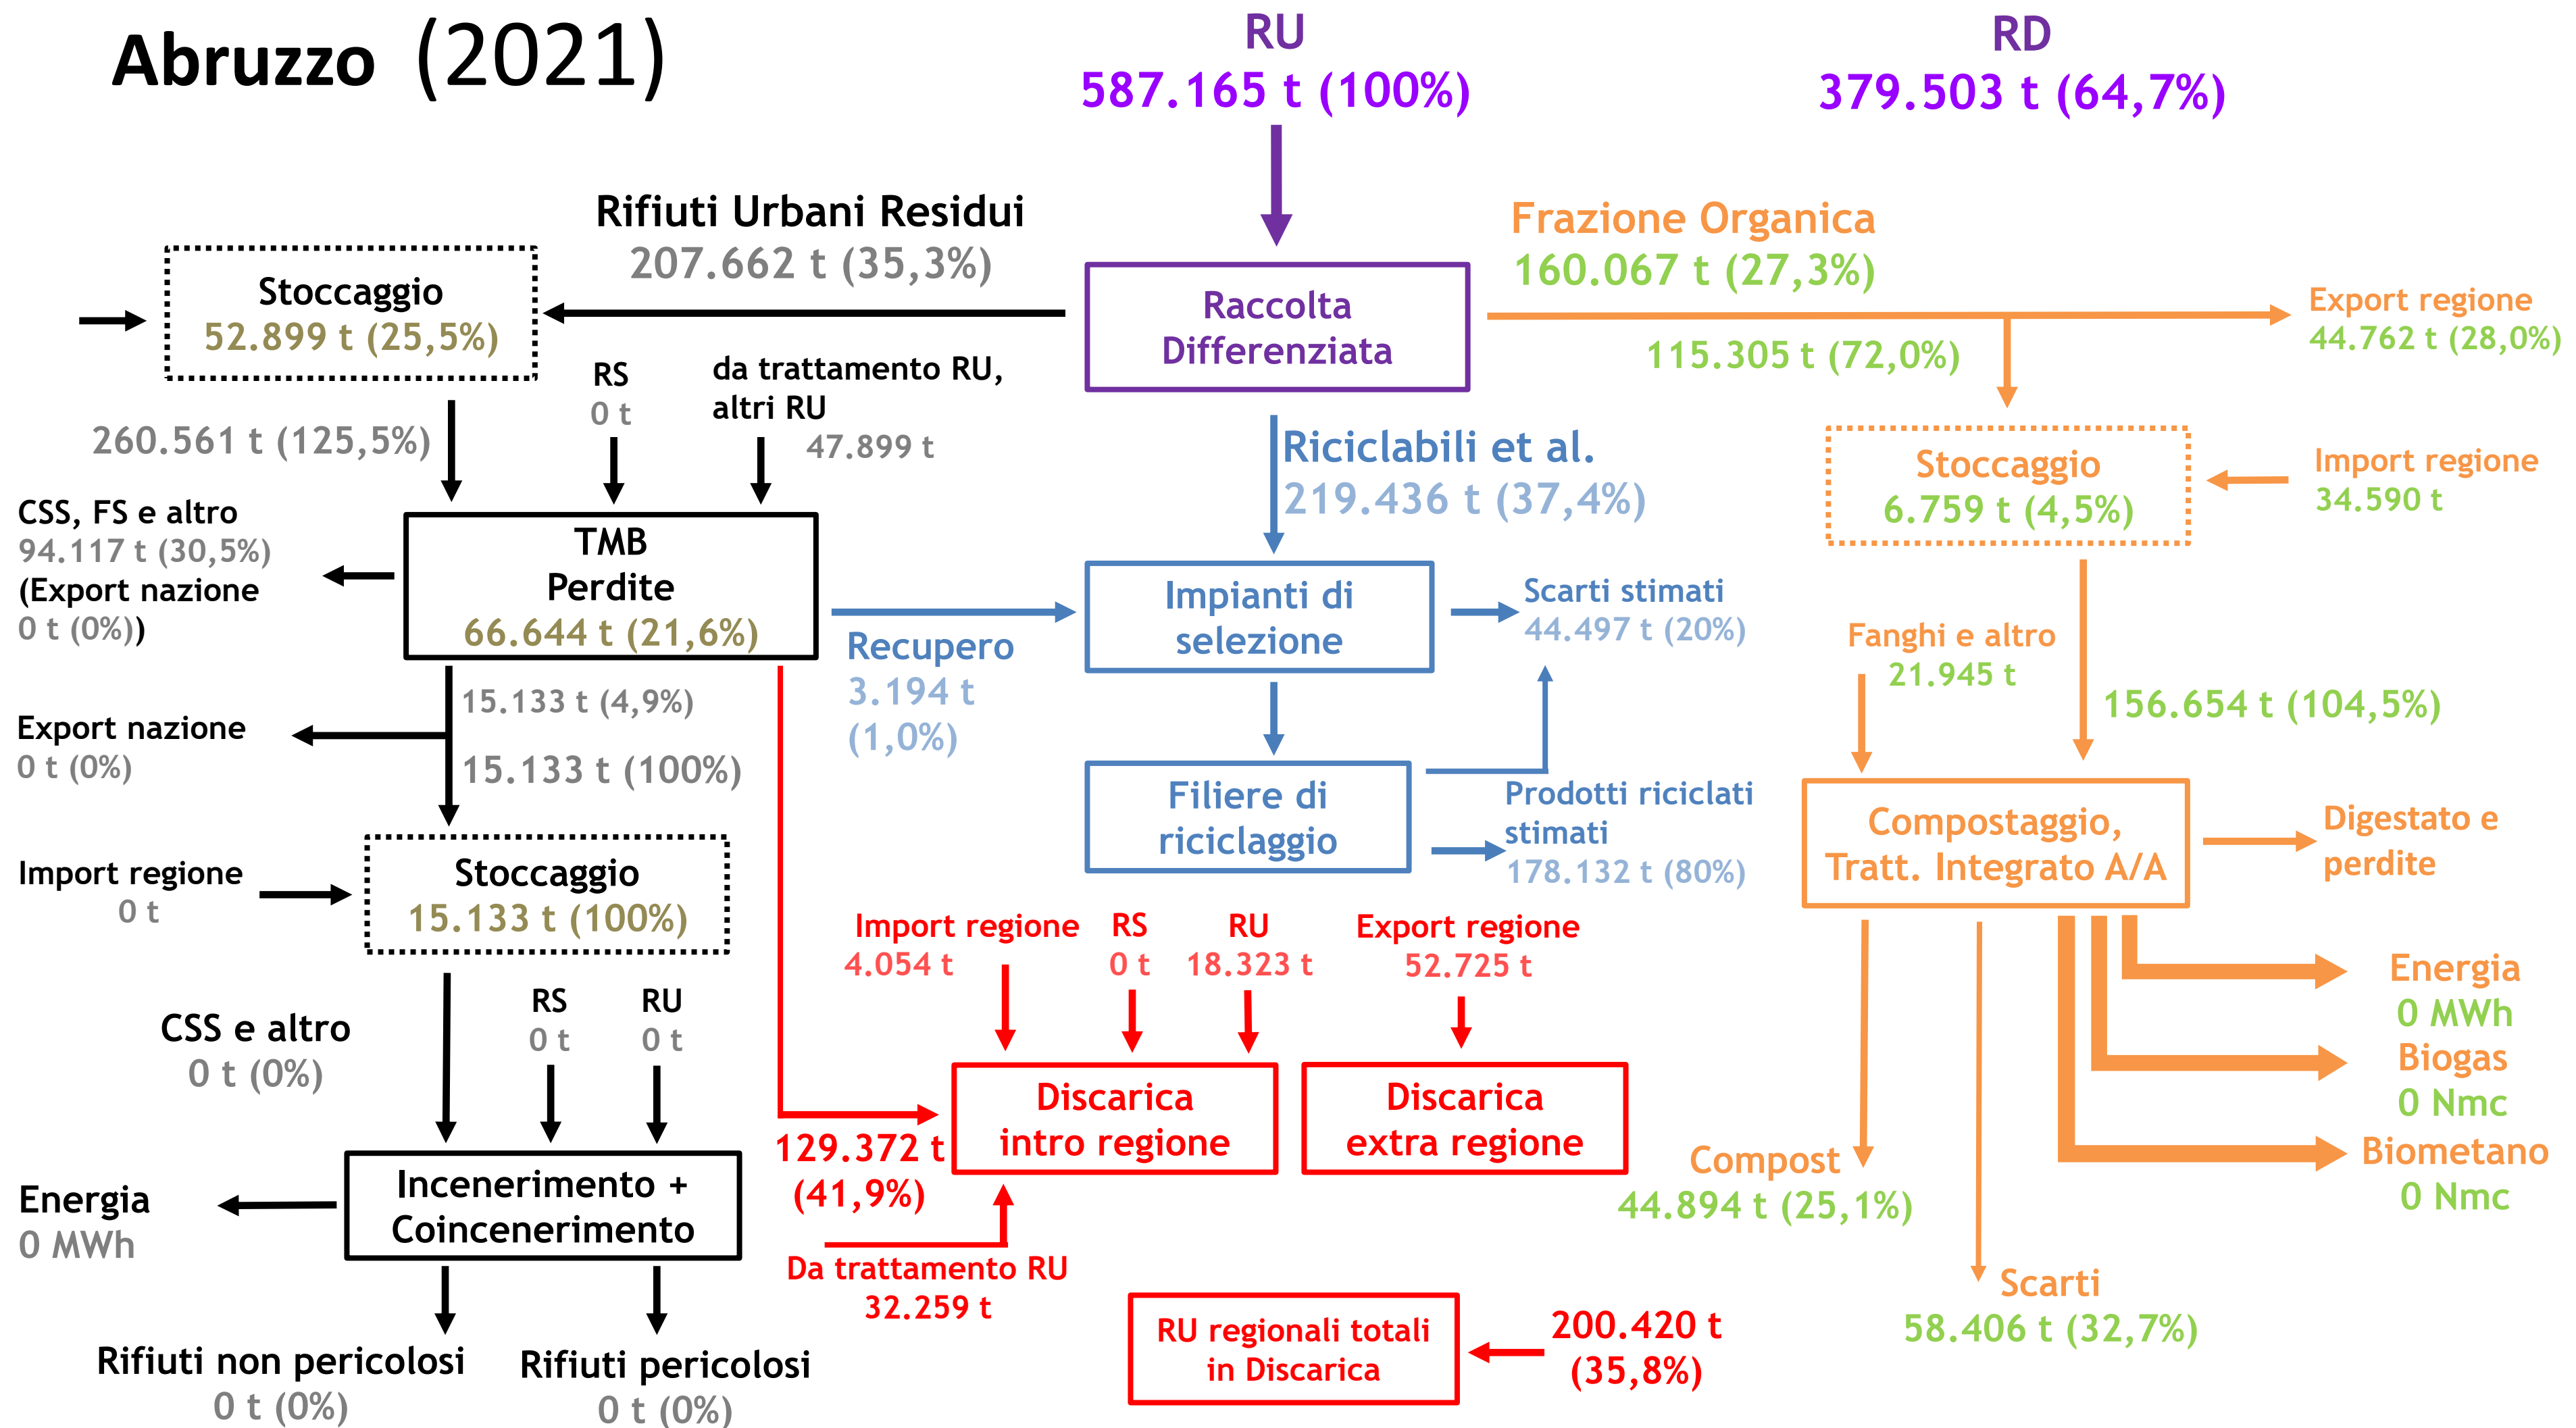 Abruzzo (2021)
RU
587.165 t (100%)
RD
379.503 t (64,7%)
Rifiuti Urbani Residui
207.662 t (35,3%)
Frazione Organica
160.067 t (27,3%)
Stoccaggio
52.899 t (25,5%)
Raccolta
Differenziata
Export regione
44.762 t (28,0%)
115.305 t (72,0%)
RS
0 t
da trattamento RU,
altri RU
47.899 t
260.561 t (125,5%)
Riciclabili et al.
219.436 t (37,4%)
Stoccaggio
6.759 t (4,5%)
Import regione
34.590 t
CSS, FS e altro
94.117 t (30,5%)
(Export nazione
0 t (0%))
TMB
Perdite
66.644 t (21,6%)
Recupero
3.194 t
(1,0%)
Impianti di
selezione
Scarti stimati
44.497 t (20%)
Fanghi e altro
21.945 t
156.654 t (104,5%)
15.133 t (4,9%)
Export nazione
0 t (0%)
15.133 t (100%)
Filiere di
riciclaggio
Prodotti riciclati
stimati
178.132 t (80%)
Compostaggio,
Tratt. Integrato A/A
Digestato e
perdite
Import regione
0 t
Stoccaggio
15.133 t (100%)
Import regione
4.054 t
RS
0 t
RU
18.323 t
Export regione
52.725 t
Energia
0 MWh
Biogas
0 Nmc
Biometano
0 Nmc
CSS e altro
0 t (0%)
RS
0 t
RU
0 t
Discarica
intro regione
Discarica
extra regione
129.372 t
(41,9%)
Compost
44.894 t (25,1%)
Energia
0 MWh
Incenerimento +
Coincenerimento
Da trattamento RU
32.259 t
Scarti
58.406 t (32,7%)
RU regionali totali
in Discarica
200.420 t
(35,8%)
Rifiuti non pericolosi
0 t (0%)
Rifiuti pericolosi
0 t (0%)